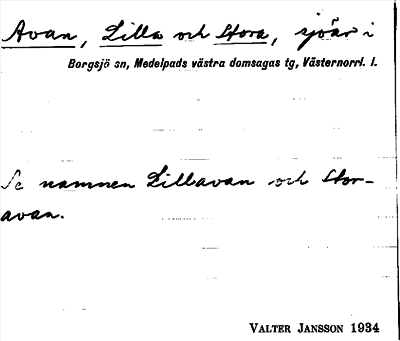 Avan, Lilla och Stora, sjöar i
Borgsjö sn, Medelpads västra domsagas tg, Västernorrl. l.
Se namnen Lillavan och Stor-
avan.
VALTER JANSSON 1934